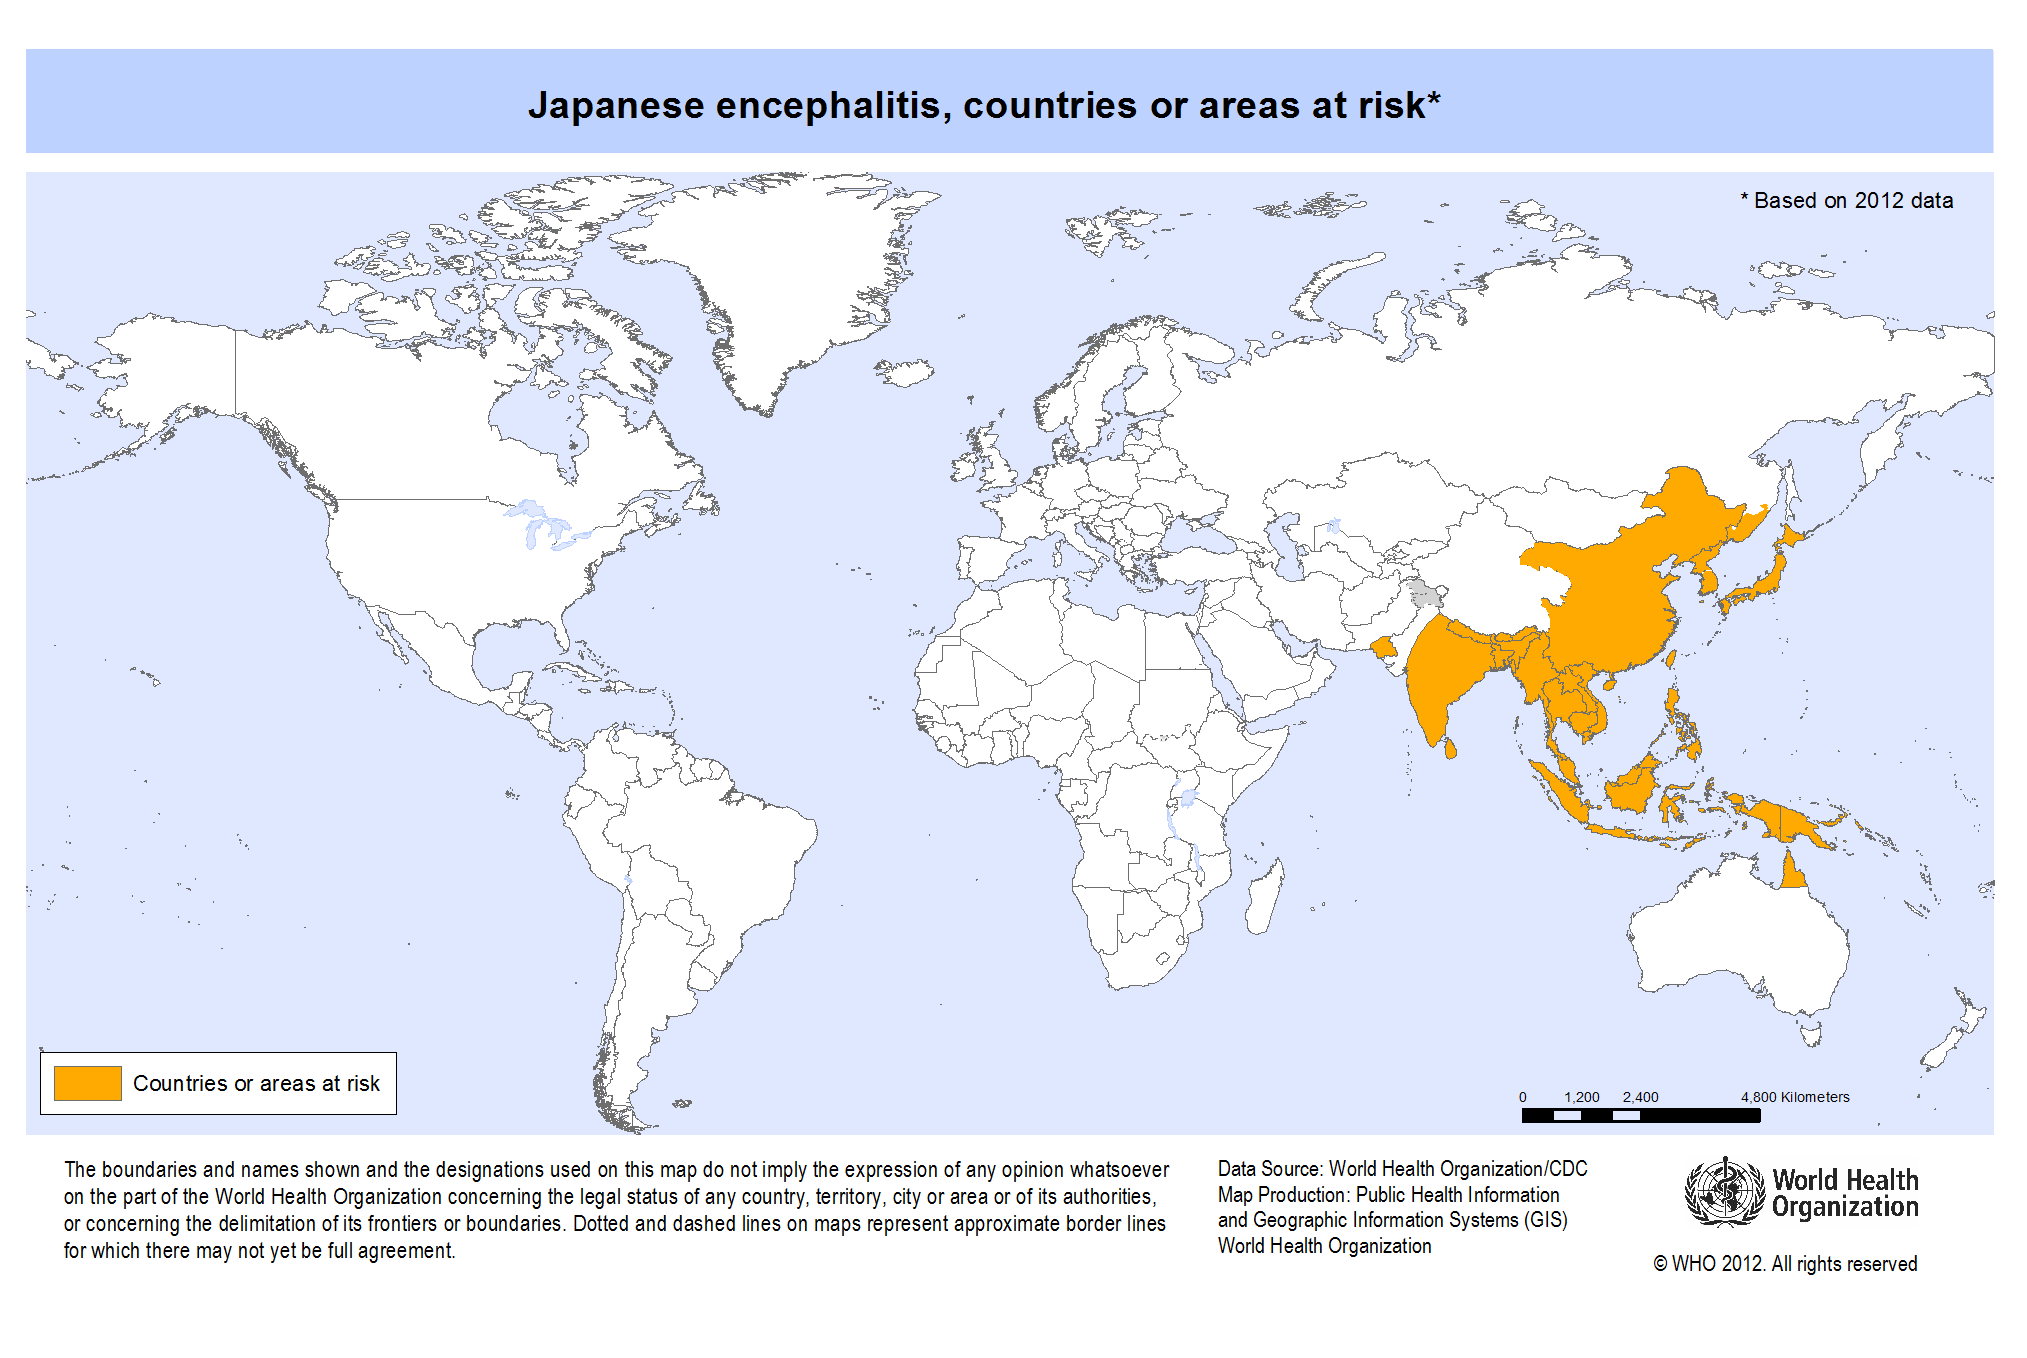 Japanese encephalitis, countries or areas at risk*
* Based on 2012 data
Countries or areas at risk
0 1,200 2,400 4,800 Kilometers
The boundaries and names shown and the designations used on this map do not imply the expression of any opinion whatsoever
on the part of the World Health Organization concerning the legal status of any country, territory, city or area or of its authorities,
or concerning the delimitation of its frontiers or boundaries. Dotted and dashed lines on maps represent approximate border lines
for which there may not yet be full agreement.
Data Source: World Health Organization/CDC
Map Production: Public Health Information
and Geographic Information Systems (GIS)
World Health Organization
World Health
Organization
© WHO 2012. All rights reserved